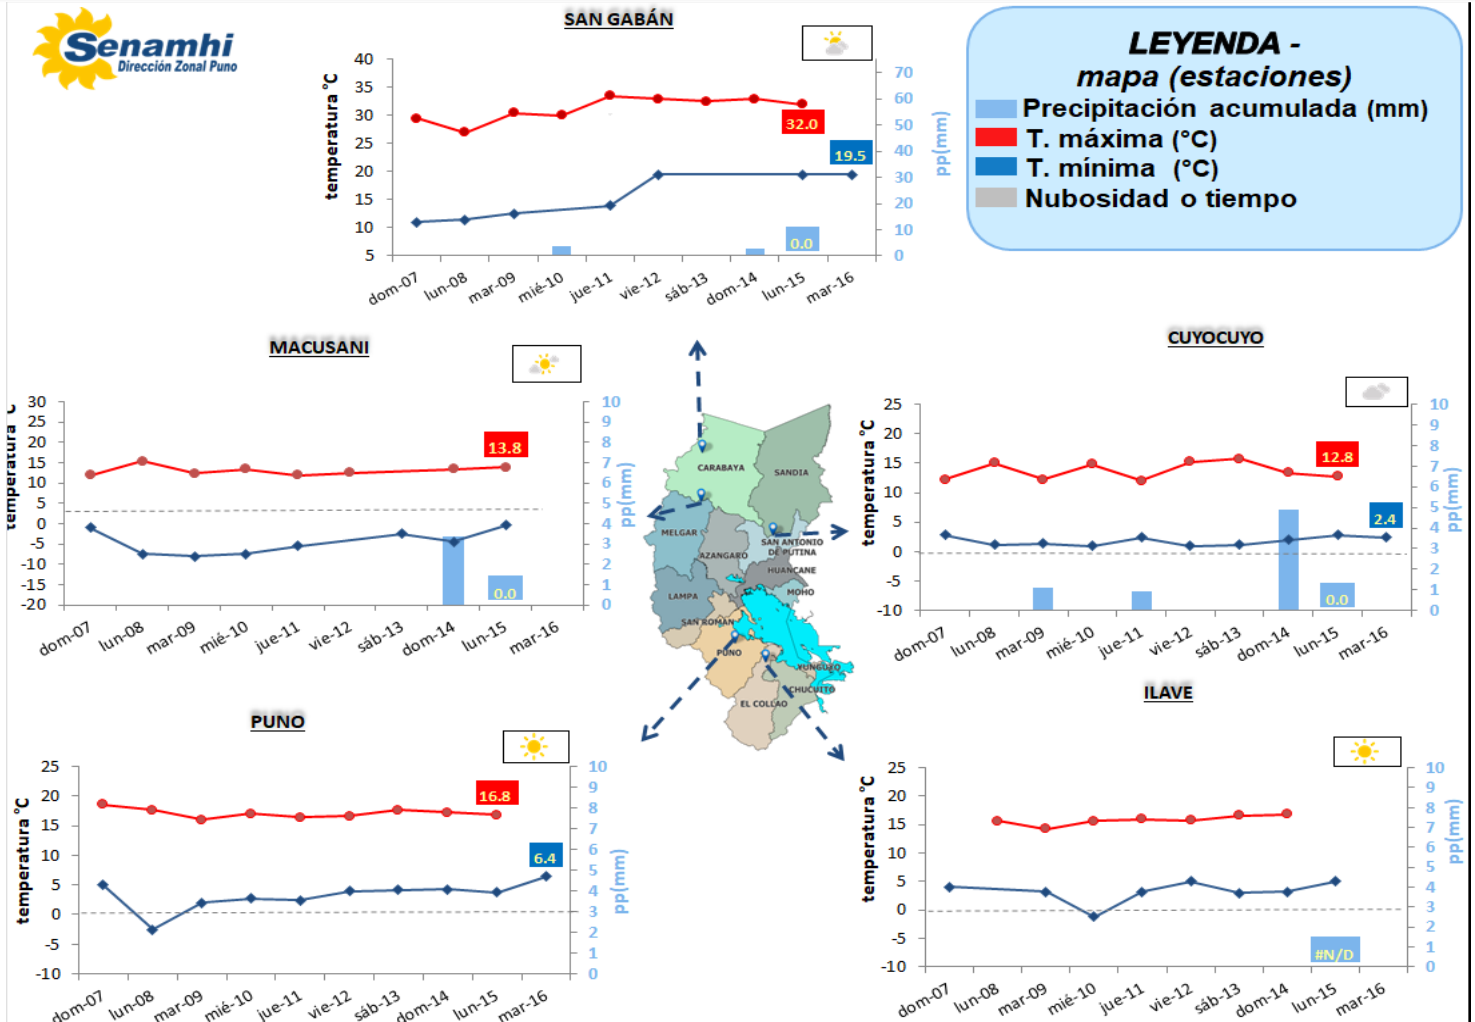 Senamhi
Dirección Zonal Puno
SAN GABÁN
temperatura °C
40
35
30
25
20
15
10
5
70
60
50
40
30
20
10
0
pp(mm)
32.0
19.5
0.0
dom-07
lun-08
mar-09
mié-10
jue-11
vie-12
sáb-13
dom-14
lun-15
mar-16
LEYENDA -
mapa (estaciones)
Precipitación acumulada (mm)
T. máxima (°C)
T. mínima (°C)
Nubosidad o tiempo
MACUSANI
temperatura °C
30
25
20
15
10
5
0
-5
-10
-15
-20
10
9
8
7
6
5
4
3
2
1
0
pp(mm)
13.8
0.0
dom-07
lun-08
mar-09
mié-10
jue-11
vie-12
sáb-13
dom-14
lun-15
mar-16
CARABAYA
SANDIA
MELGAR
AZANGARO
SAN ANTONIO
DE PUTINA
HUANCANE
LAMPA
MOHO
SAN ROMAN
PUNO
YUNGUYO
CHUCUITO
EL COLLAO
CUYOCUYO
temperatura °C
25
20
15
10
5
0
-5
-10
10
9
8
7
6
5
4
3
2
1
0
pp(mm)
12.8
2.4
0.0
dom-07
lun-08
mar-09
mié-10
jue-11
vie-12
sáb-13
dom-14
lun-15
mar-16
PUNO
temperatura °C
25
20
15
10
5
0
-5
-10
10
9
8
7
6
5
4
3
2
1
0
pp(mm)
16.8
6.4
dom-07
lun-08
mar-09
mié-10
jue-11
vie-12
sáb-13
dom-14
lun-15
mar-16
ILAVE
temperatura °C
25
20
15
10
5
0
-5
-10
10
9
8
7
6
5
4
3
2
1
0
pp(mm)
#N/D
dom-07
lun-08
mar-09
mié-10
jue-11
vie-12
sáb-13
dom-14
lun-15
mar-16